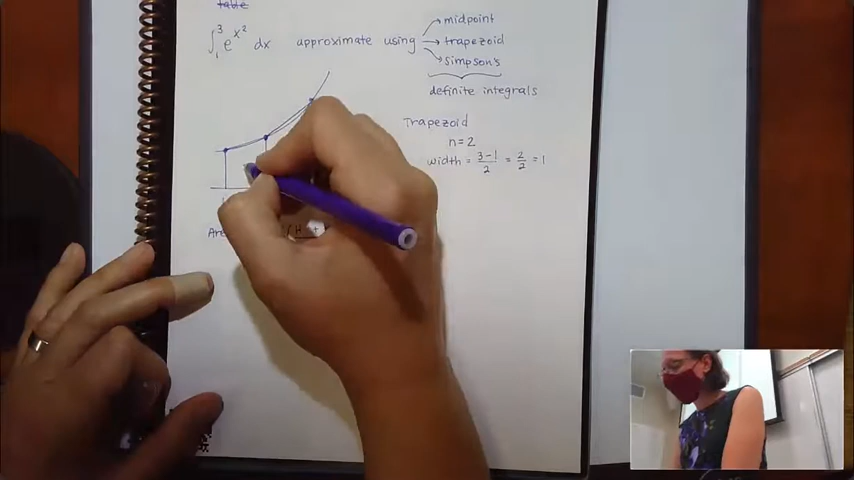 table
∫₁³ e^x² dx approximate using → midpoint
→ trapezoid
→ simpson's
definite integrals
Trapezoid
n=2
width = 3-1/2 = 2/2 = 1